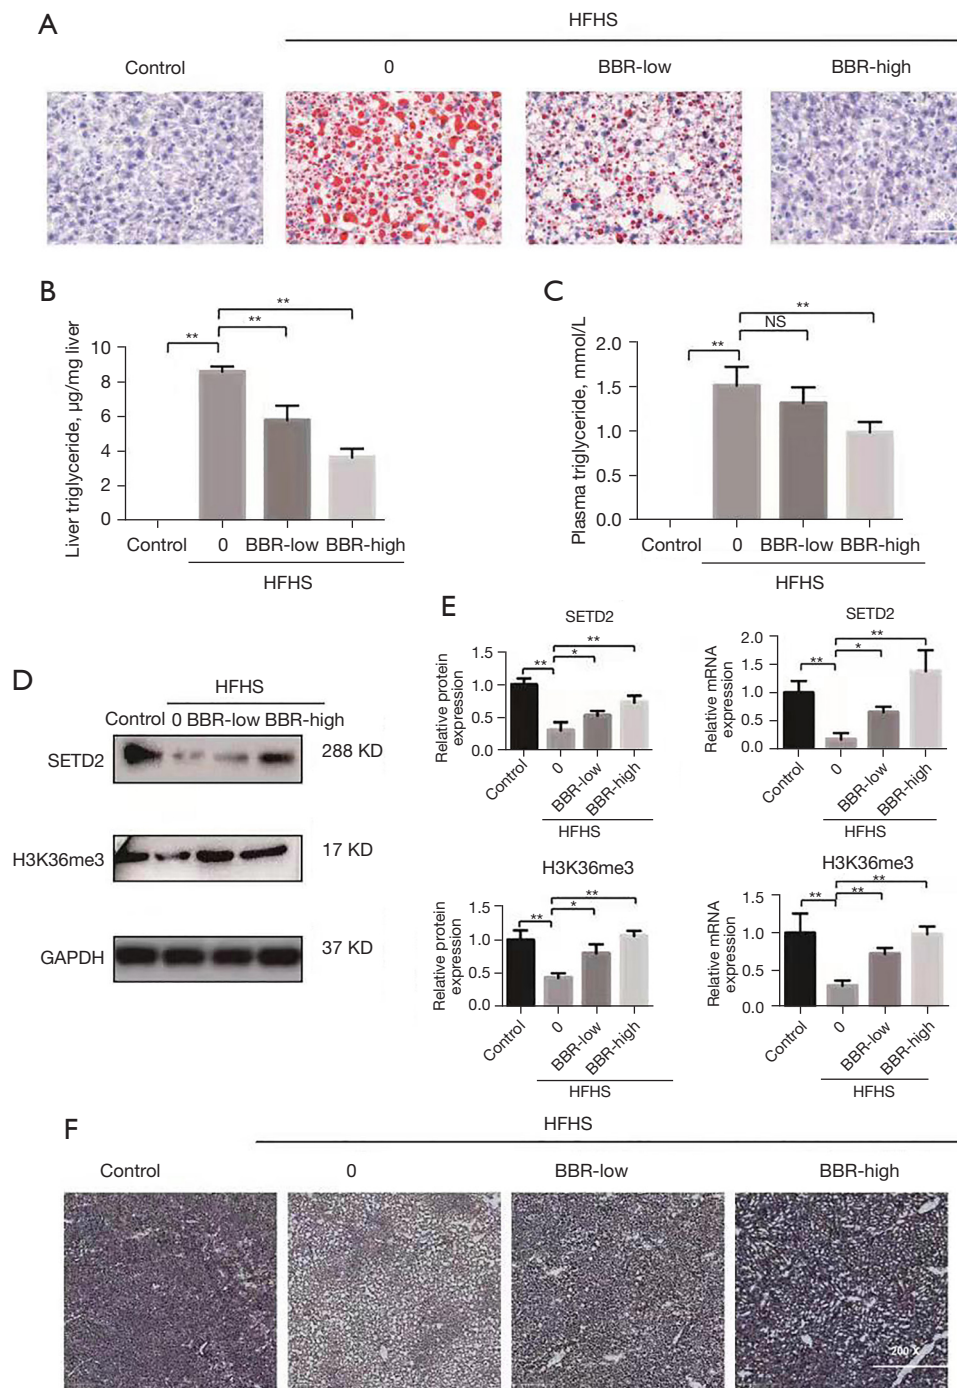 A
HFHS
Control 0 BBR-low BBR-high
B
Liver triglyceride, μg/mg liver
10
8
6
4
2
0
**
**
**
Control 0 BBR-low BBR-high
HFHS
C
Plasma triglyceride, mmol/L
2.0
1.5
1.0
0.5
0.0
**
NS
**
Control 0 BBR-low BBR-high
HFHS
D
HFHS
Control 0 BBR-low BBR-high
SETD2 288 KD
H3K36me3 17 KD
GAPDH 37 KD
E
SETD2
Relative protein
expression
1.5
1.0
0.5
0.0
**
*
**
Control 0 BBR-low BBR-high
HFHS
SETD2
Relative mRNA
expression
2.0
1.5
1.0
0.5
0
**
*
**
Control 0 BBR-low BBR-high
HFHS
H3K36me3
Relative protein
expression
1.5
1.0
0.5
0.0
**
*
**
Control 0 BBR-low BBR-high
HFHS
H3K36me3
Relative mRNA
expression
1.5
1.0
0.5
0.0
**
**
**
Control 0 BBR-low BBR-high
HFHS
F
HFHS
Control 0 BBR-low BBR-high
200 X